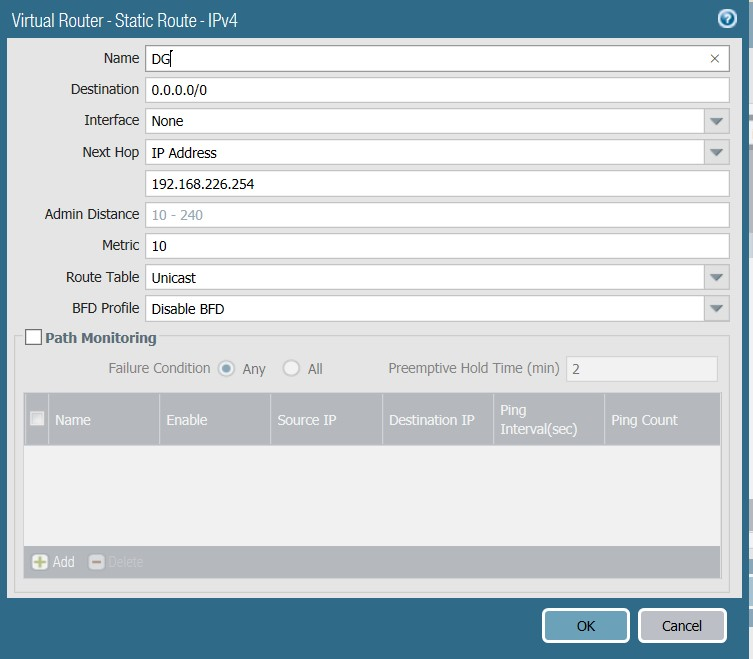 Virtual Router - Static Route - IPv4
Name DG
Destination 0.0.0.0/0
Interface None
Next Hop IP Address
192.168.226.254
Admin Distance 10 - 240
Metric 10
Route Table Unicast
BFD Profile Disable BFD
Path Monitoring
Failure Condition Any All Preemptive Hold Time (min) 2
Name Enable Source IP Destination IP Ping Interval(sec) Ping Count
Add Delete
OK Cancel